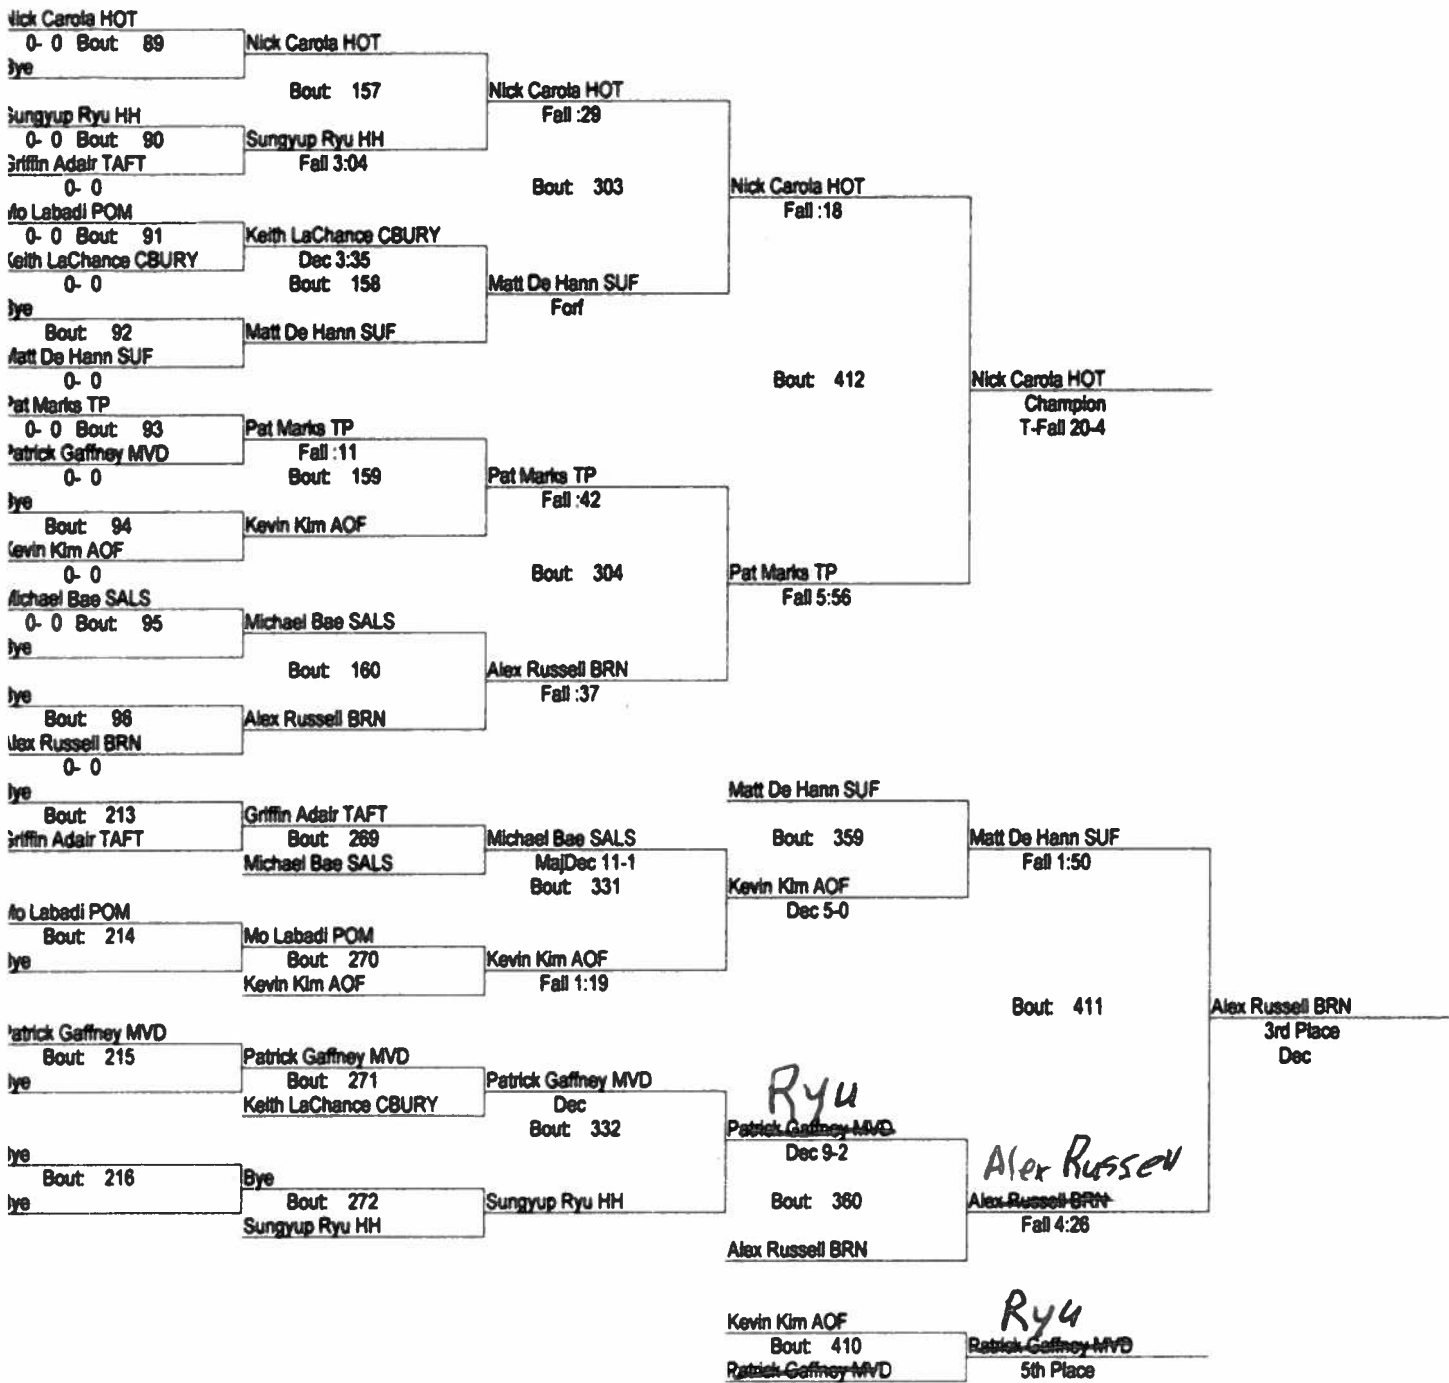 Nick Carola HOT
0- 0 Bout: 89
Bye
Nick Carola HOT
Bout: 157
Sungyup Ryu HH
0- 0 Bout: 90
Griffin Adair TAFT
0- 0
Sungyup Ryu HH
Fall 3:04
Nick Carola HOT
Fall :29
Bout: 303
Mo Labadi POM
0- 0 Bout: 91
Keith LaChance CBURY
0- 0
Keith LaChance CBURY
Dec 3:35
Bout: 158
Bye
Bout: 92
Matt De Hann SUF
0- 0
Matt De Hann SUF
Matt De Hann SUF
Forf
Nick Carola HOT
Fall :18
Bout: 412
Nick Carola HOT
Champion
T-Fall 20-4
Pat Marks TP
0- 0 Bout: 93
Patrick Gaffney MVD
0- 0
Pat Marks TP
Fall :11
Bout: 159
Bye
Bout: 94
Kevin Kim AOF
0- 0
Kevin Kim AOF
Pat Marks TP
Fall :42
Bout: 304
Pat Marks TP
Fall 5:56
Michael Bae SALS
0- 0 Bout: 95
Bye
Michael Bae SALS
Bout: 160
Bye
Bout: 96
Alex Russell BRN
0- 0
Alex Russell BRN
Alex Russell BRN
Fall :37
Bye
Bout: 213
Griffin Adair TAFT
Griffin Adair TAFT
Bout: 269
Michael Bae SALS
Michael Bae SALS
MajDec 11-1
Bout: 331
Mo Labadi POM
Bout: 214
Bye
Mo Labadi POM
Bout: 270
Kevin Kim AOF
Kevin Kim AOF
Fall 1:19
Matt De Hann SUF
Bout: 359
Kevin Kim AOF
Dec 5-0
Matt De Hann SUF
Fall 1:50
Bout: 411
Alex Russell BRN
3rd Place
Dec
Patrick Gaffney MVD
Bout: 215
Bye
Patrick Gaffney MVD
Bout: 271
Keith LaChance CBURY
Patrick Gaffney MVD
Dec
Bout: 332
Bye
Bout: 216
Bye
Bye
Bout: 272
Sungyup Ryu HH
Sungyup Ryu HH
Ryu
Patrick Gaffney MVD
Dec 9-2
Bout: 360
Alex Russell BRN
Alex Russell
Alex Russell BRN
Fall 4:26
Kevin Kim AOF
Bout: 410
Patrick Gaffney MVD
Ryu
Patrick Gaffney MVD
5th Place